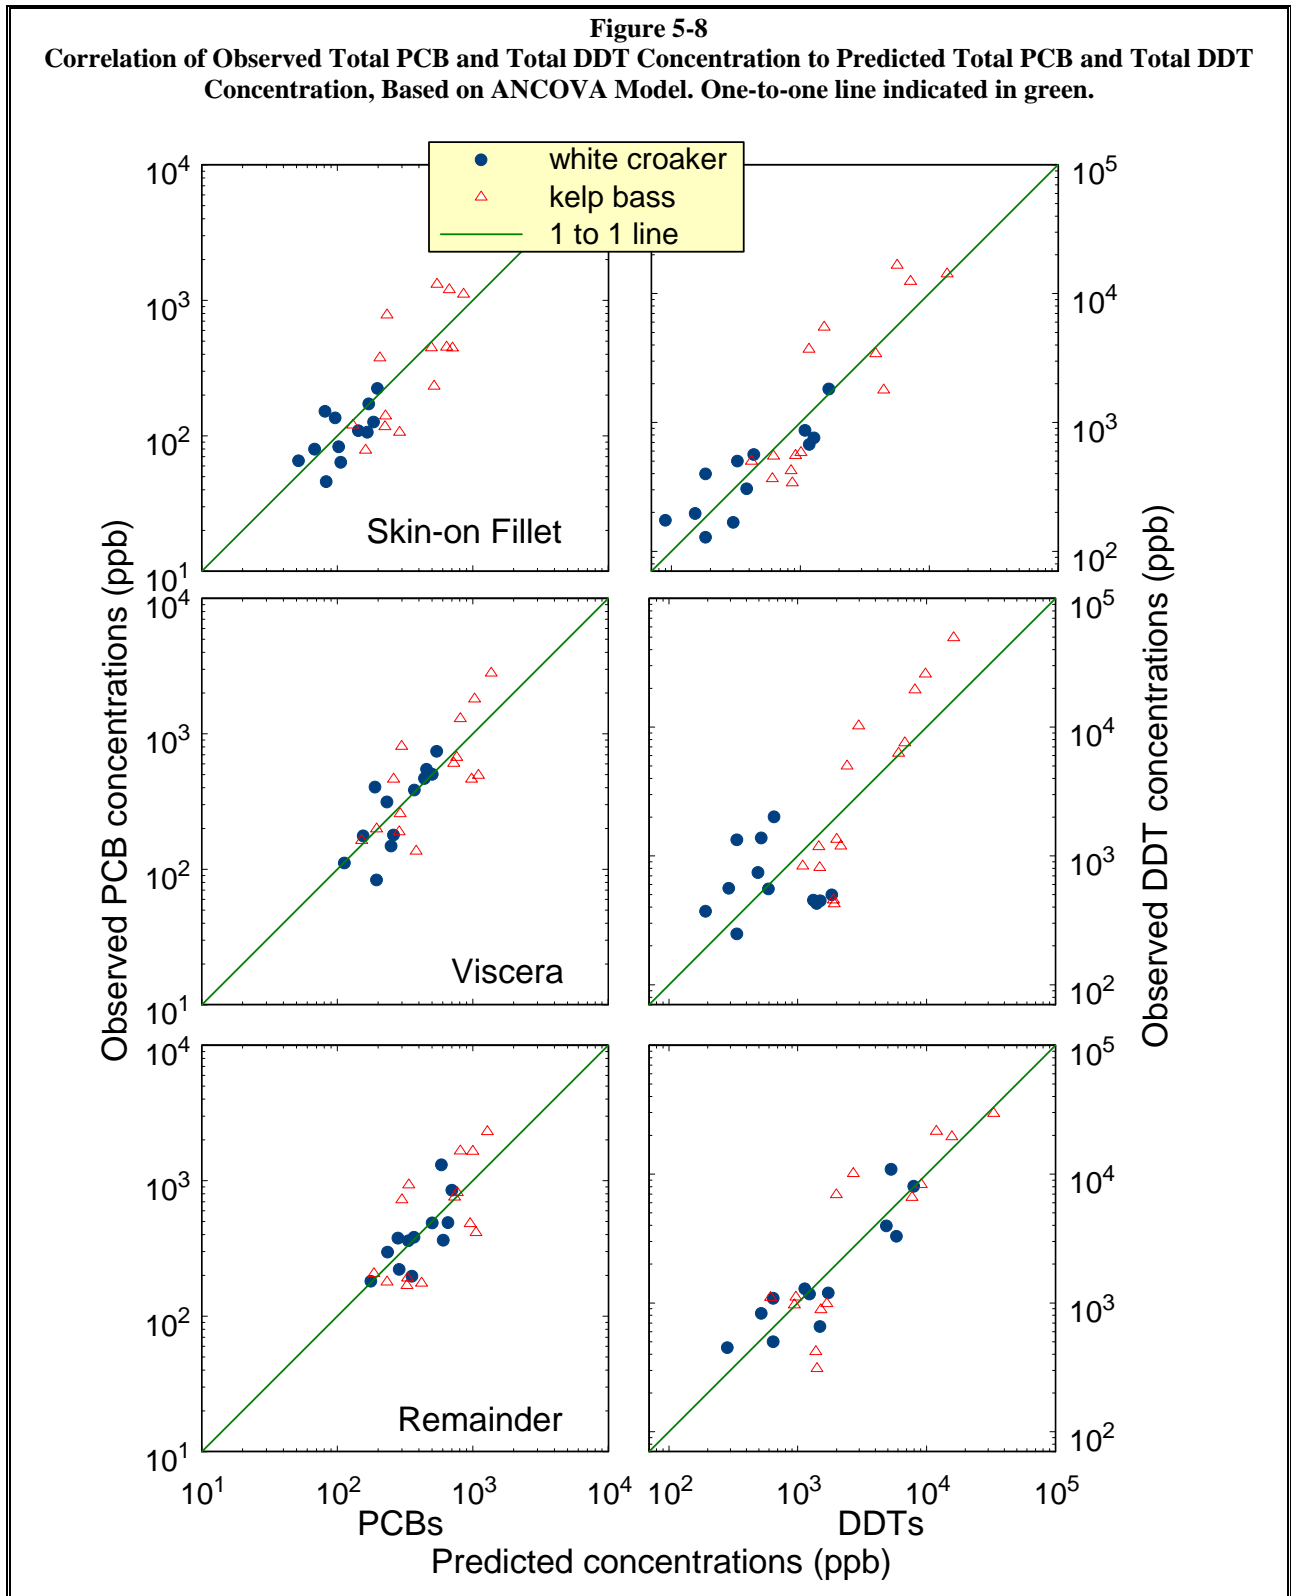 Figure 5-8
Correlation of Observed Total PCB and Total DDT Concentration to Predicted Total PCB and Total DDT
Concentration, Based on ANCOVA Model. One-to-one line indicated in green.
white croaker
kelp bass
1 to 1 line
10⁴
10³
10²
10¹
Skin-on Fillet
10⁵
10⁴
10³
10²
Observed PCB concentrations (ppb)
Observed DDT concentrations (ppb)
10⁴
10³
10²
10¹
Viscera
10⁵
10⁴
10³
10²
10⁴
10³
10²
10¹
Remainder
10⁵
10⁴
10³
10²
10¹ 10² 10³ 10⁴ 10² 10³ 10⁴ 10⁵
PCBs DDTs
Predicted concentrations (ppb)